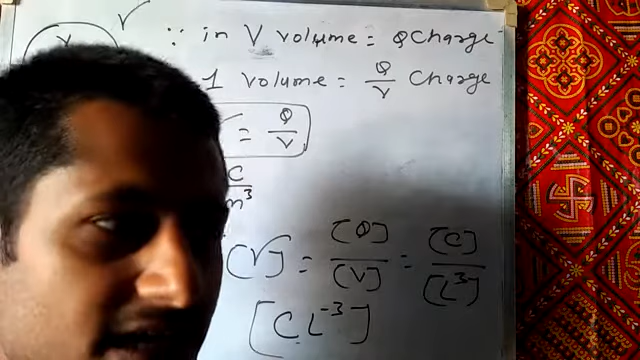 ∵ in V volume = Q Charge
1 volume = Q/V Charge
= Q/V
C/m³
[r] = [Q]/[V] = [C]/[L³]
[C L⁻³]